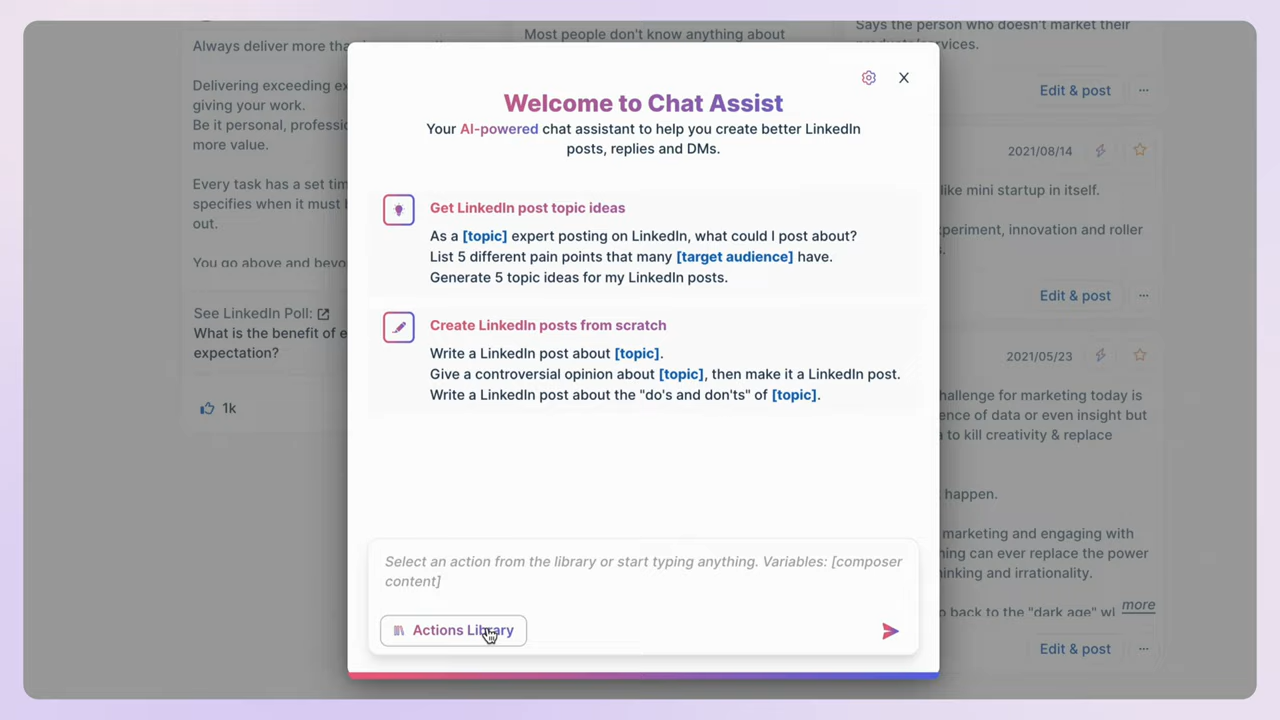 Always deliver more tha
Delivering exceeding ex
giving your work.
Be it personal, professi
more value.
Every task has a set tim
specifies when it must b
out.
You go above and beyo
See LinkedIn Poll:
What is the benefit of e
expectation?
1k
Most people don't know anything about
Says the person who doesn't market their
services.
Edit & post
...
2021/08/14
like mini startup in itself.
periment, innovation and roller
Edit & post
...
2021/05/23
hallenge for marketing today is
ence of data or even insight but
to kill creativity & replace
happen.
marketing and engaging with
ning can ever replace the power
inking and irrationality.
back to the "dark age" wl more
Edit & post
...
X
Welcome to Chat Assist
Your AI-powered chat assistant to help you create better LinkedIn
posts, replies and DMs.
Get LinkedIn post topic ideas
As a [topic] expert posting on LinkedIn, what could I post about?
List 5 different pain points that many [target audience] have.
Generate 5 topic ideas for my LinkedIn posts.
Create LinkedIn posts from scratch
Write a LinkedIn post about [topic].
Give a controversial opinion about [topic], then make it a LinkedIn post.
Write a LinkedIn post about the "do's and don'ts" of [topic].
Select an action from the library or start typing anything. Variables: [composer
content]
Actions Library